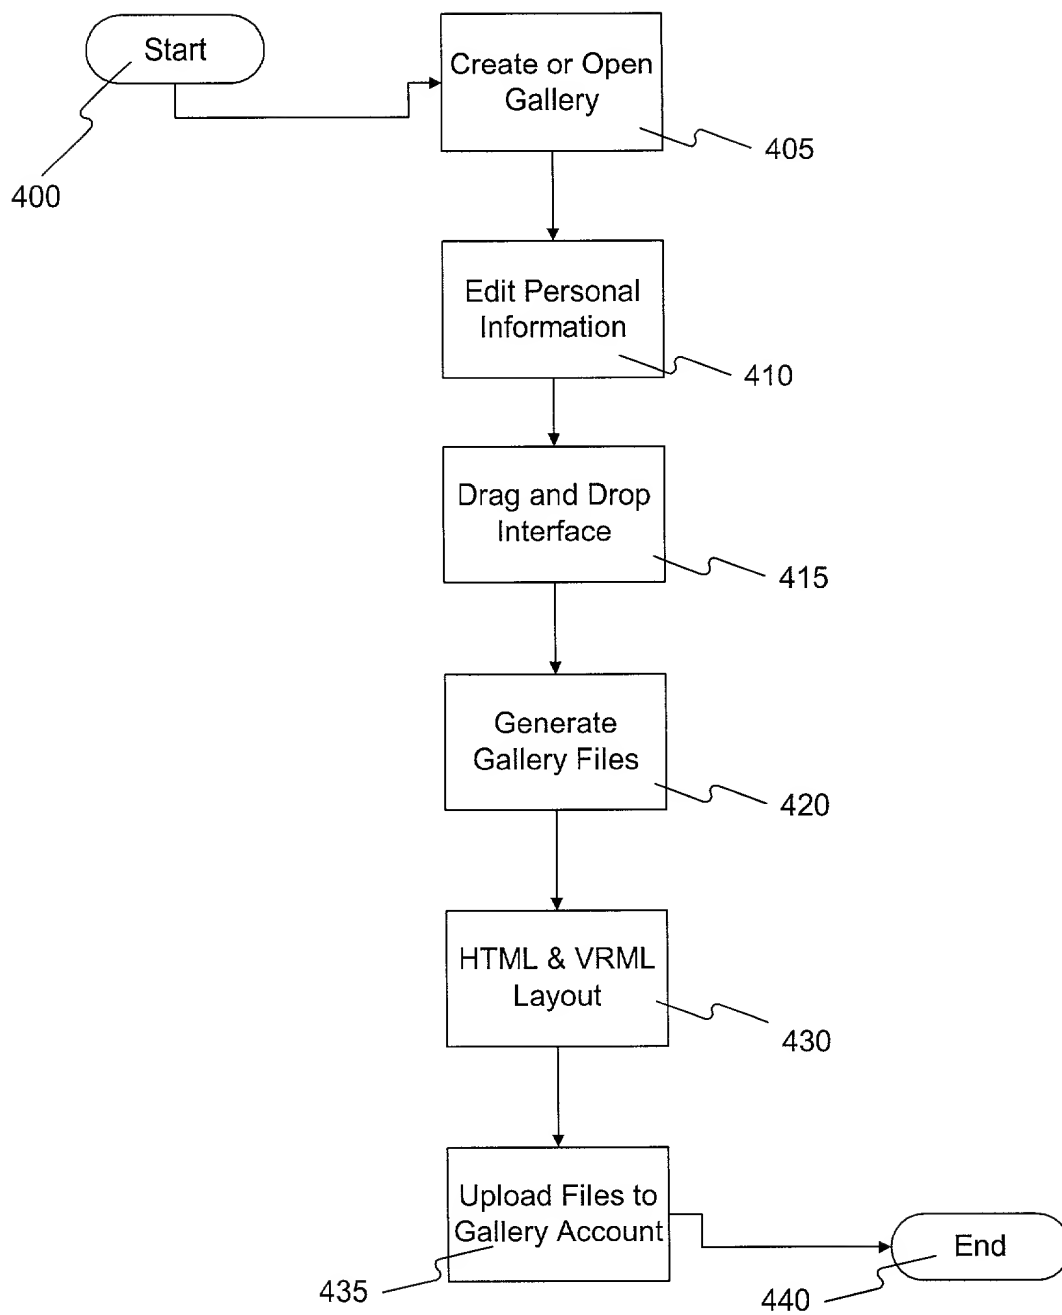 Start
400
Create or Open
Gallery
405
Edit Personal
Information
410
Drag and Drop
Interface
415
Generate
Gallery Files
420
HTML & VRML
Layout
430
Upload Files to
Gallery Account
435
End
440